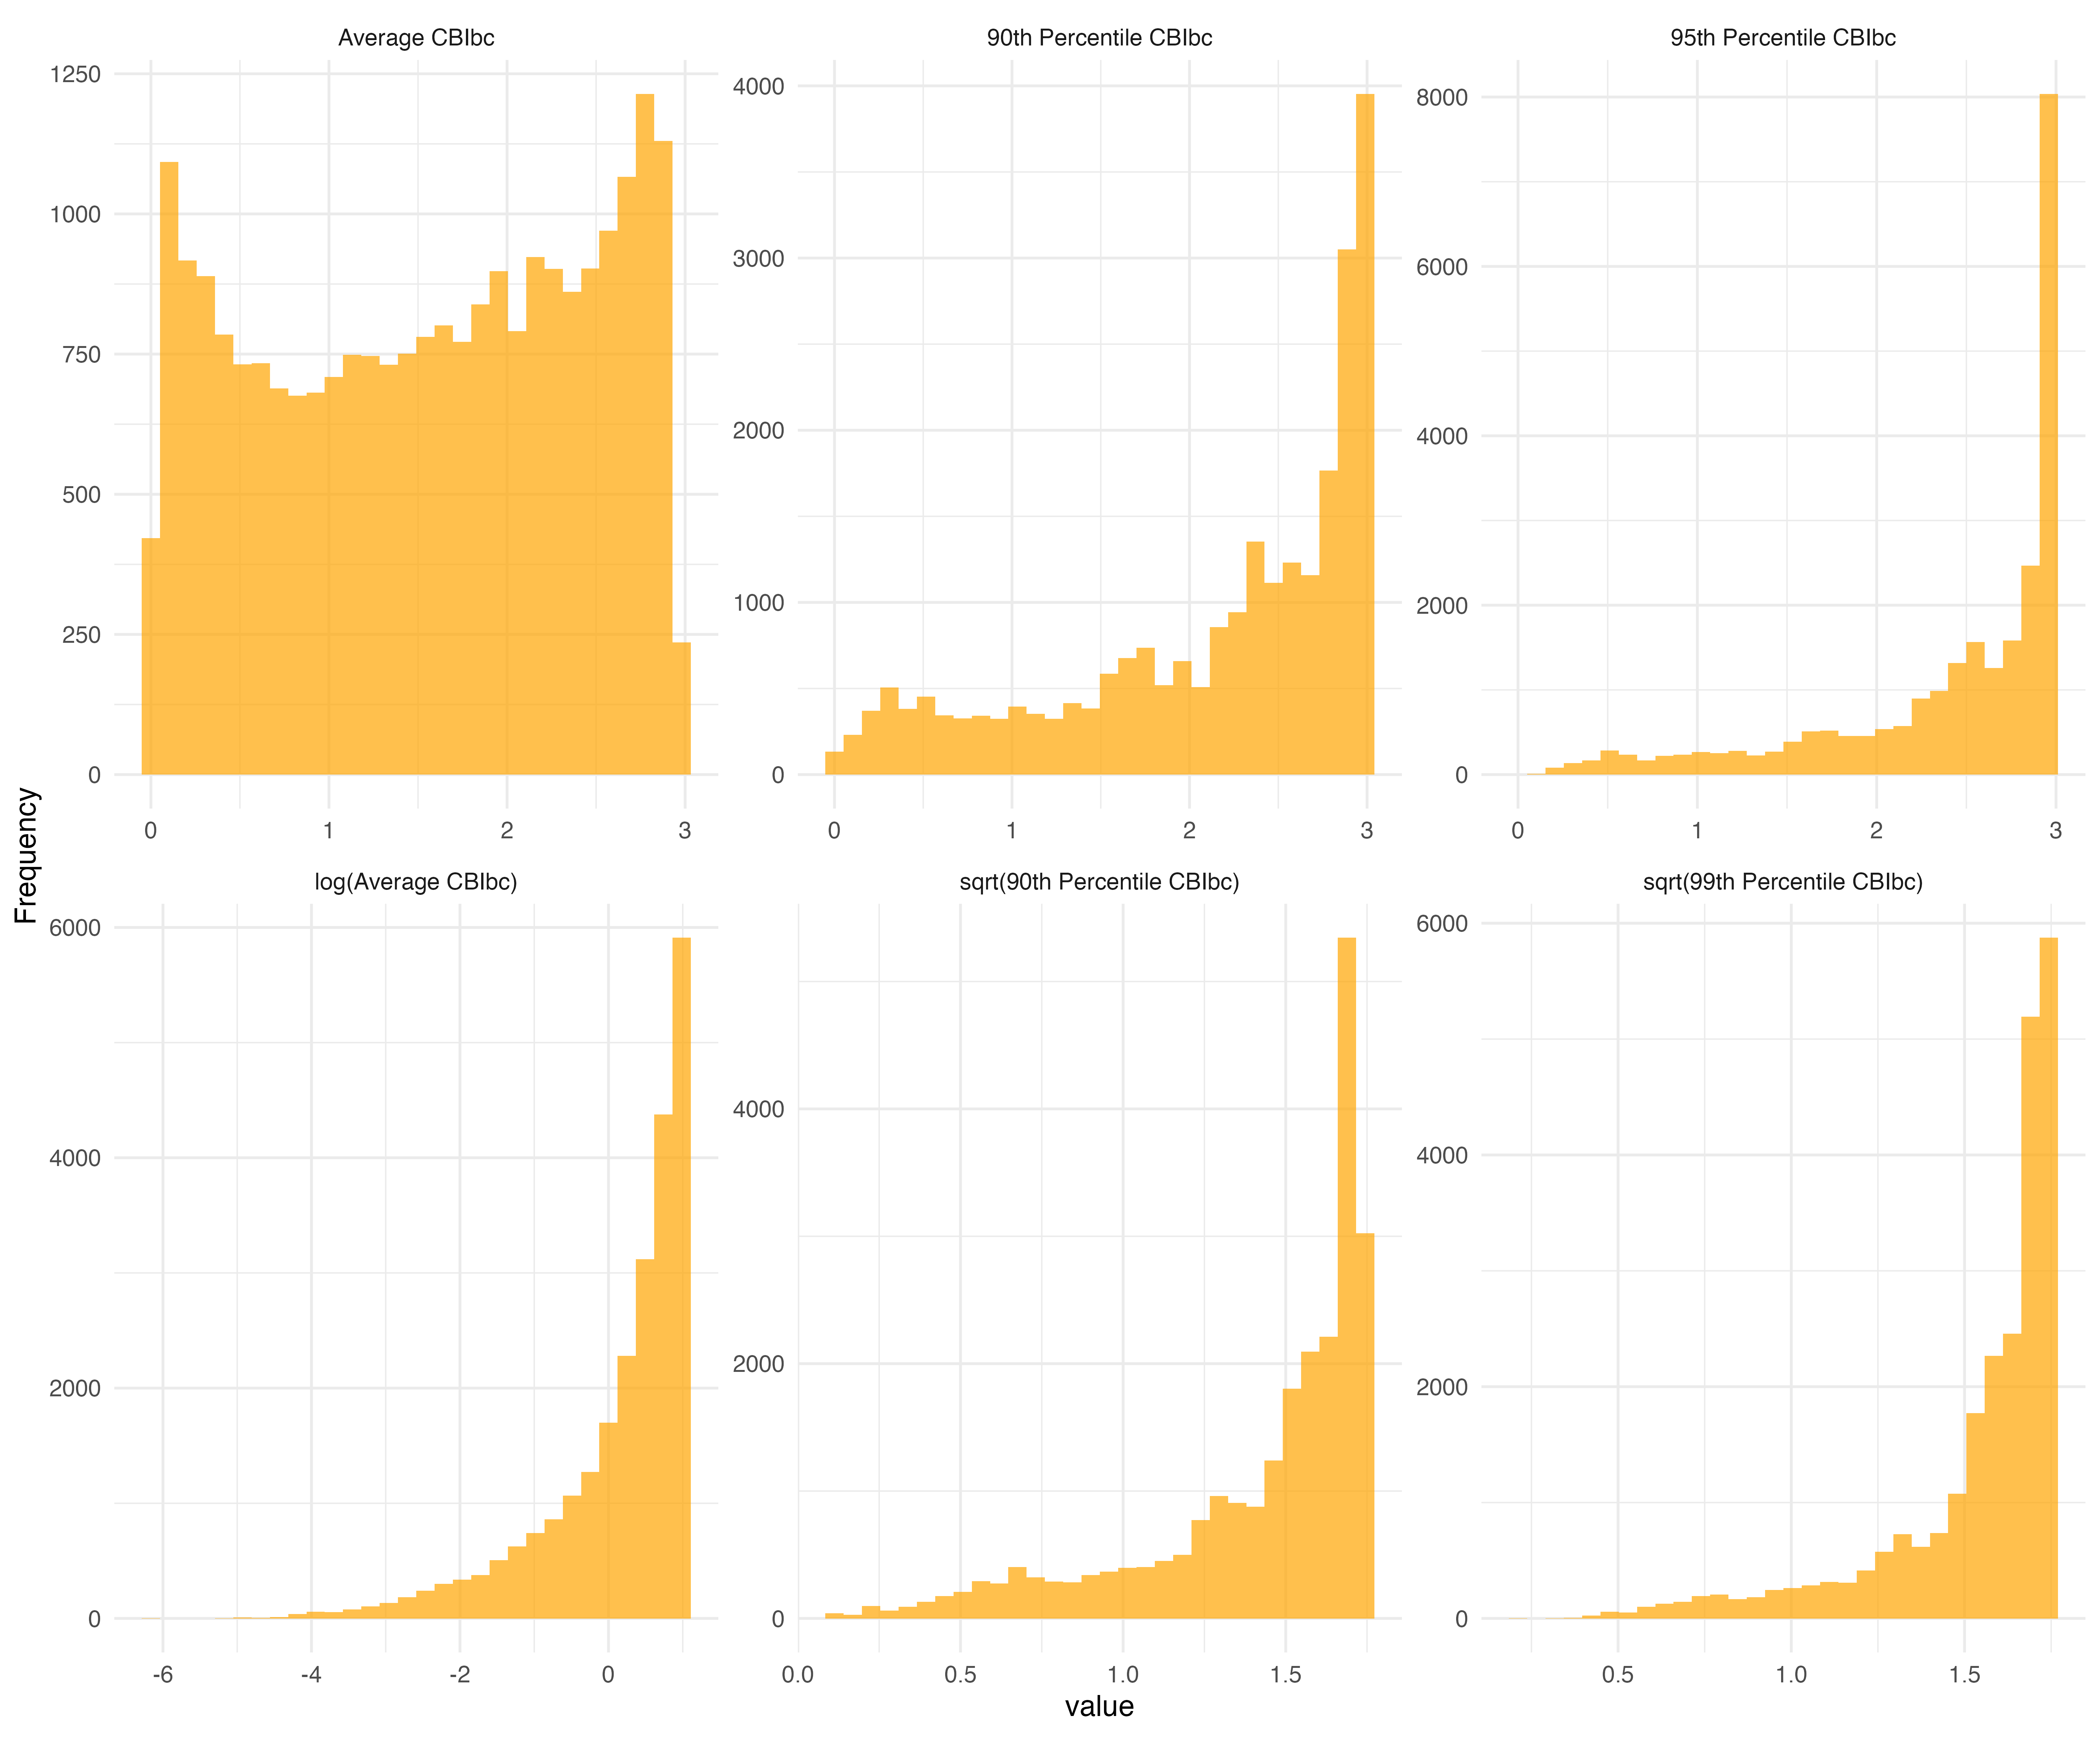 Average CBIbc
90th Percentile CBIbc
95th Percentile CBIbc
1250
1000
750
500
250
0
4000
3000
2000
1000
0
8000
6000
4000
2000
0
0 1 2 3
0 1 2 3
0 1 2 3
Frequency
log(Average CBIbc)
sqrt(90th Percentile CBIbc)
sqrt(99th Percentile CBIbc)
6000
4000
2000
0
4000
2000
0
6000
4000
2000
0
-6 -4 -2 0
0.0 0.5 1.0 1.5
0.5 1.0 1.5
value